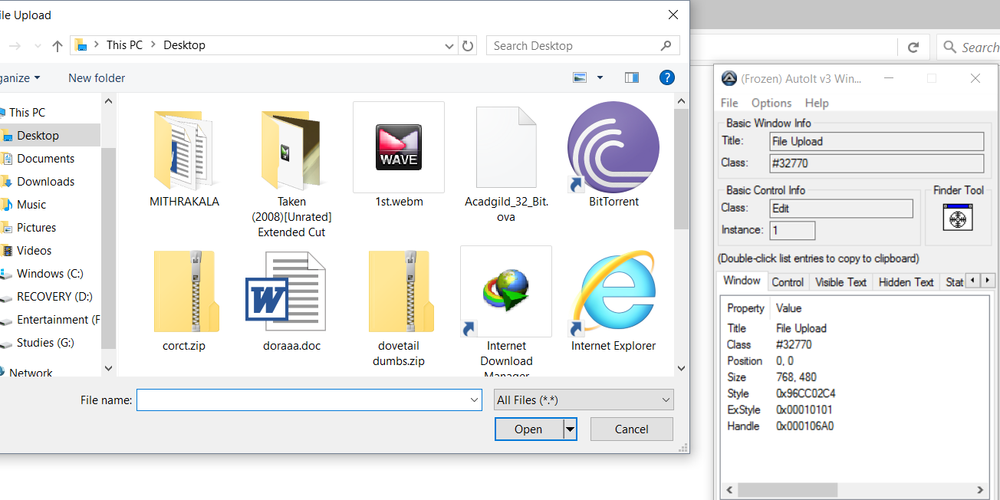 ile Upload
This PC
Desktop
Search Desktop
ganize
New folder
?
This PC
Desktop
Documents
Downloads
Music
Pictures
Videos
Windows (C:)
RECOVERY (D:)
Entertainment (F
Studies (G:)
Network
WAVE
MITHRAKALA
Taken
(2008)[Unrated]
Extended Cut
1st.webm
Acadgild_32_Bit.
ova
BitTorrent
W
corct.zip
doraaa.doc
dovetail
dumbs.zip
Internet
Download
Manager
Internet Explorer
File name:
All Files (*.*)
Open
Cancel
Search
(Frozen) AutoIt v3 Win...
File Options Help
Basic Window Info
Title: File Upload
Class: #32770
Basic Control Info
Class: Edit
Instance: 1
Finder Tool
(Double-click list entries to copy to clipboard)
Window Control Visible Text Hidden Text Stat
Property Value
Title File Upload
Class #32770
Position 0, 0
Size 768, 480
Style 0x96CC02C4
ExStyle 0x00010101
Handle 0x000106A0